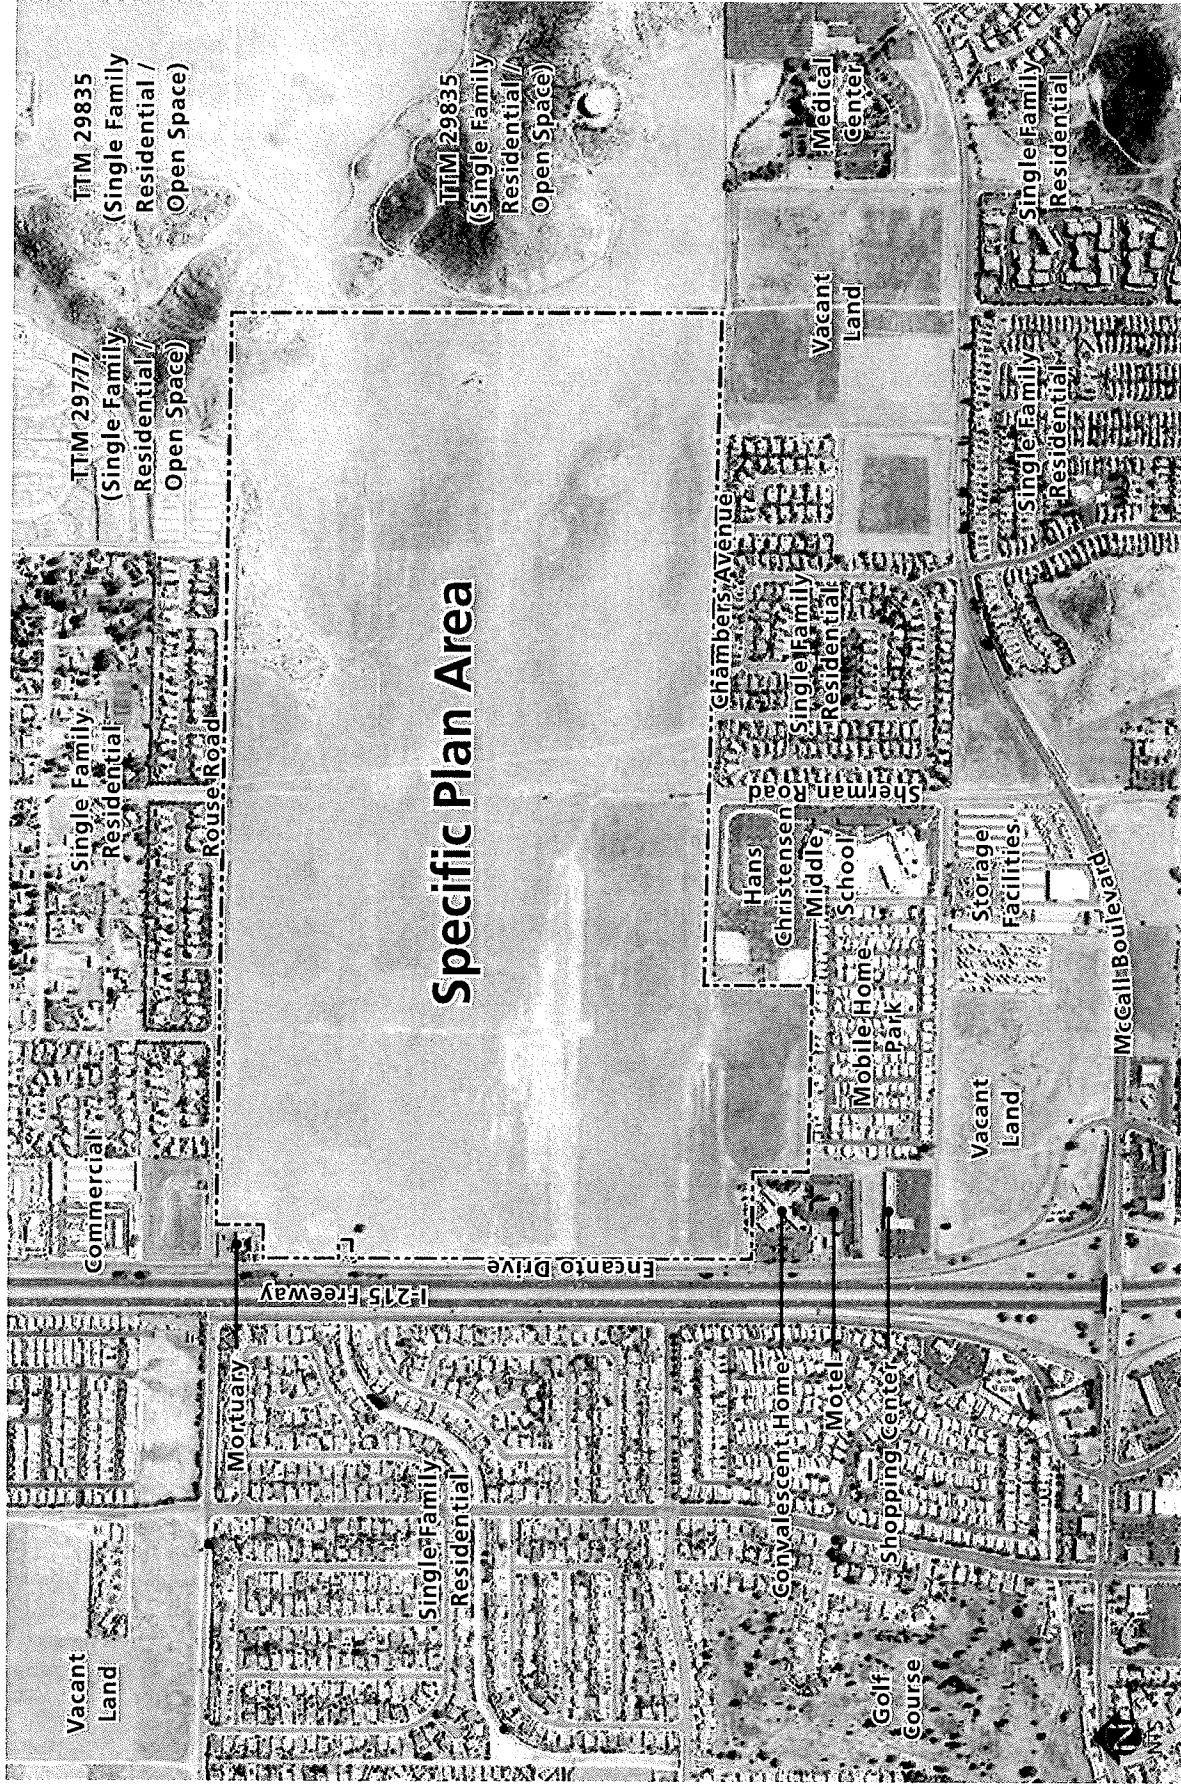 Vacant
Land
Commercial
Single Family
Residential
TTM 29777
(Single Family
Residential /
Open Space)
TTM 29835
(Single Family
Residential /
Open Space)
Mortuary
Rouse Road
I-215 Freeway
Single Family
Residential
Specific Plan Area
TTM 29835
(Single Family
Residential /
Open Space)
Encanto Drive
Chambers Avenue
Convalescent Home
Motel
Shopping Center
Golf
Course
Hans
Christensen
Middle
School
Mobile Home
Park
Sherman Road
Single Family
Residential
Vacant
Land
Medical
Center
Vacant
Land
Storage
Facilities
Single Family
Residential
Single Family
Residential
McCall Boulevard
N
NTS